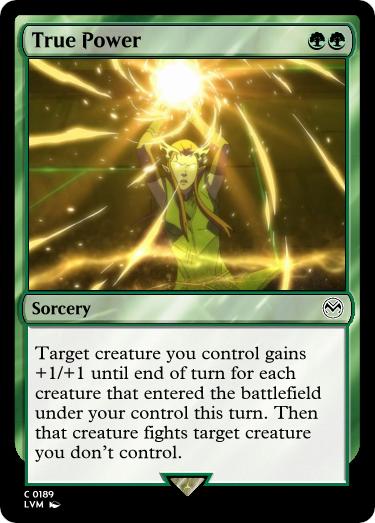 True Power
Sorcery
Target creature you control gains
+1/+1 until end of turn for each
creature that entered the battlefield
under your control this turn. Then
that creature fights target creature
you don't control.
C 0189
LVM